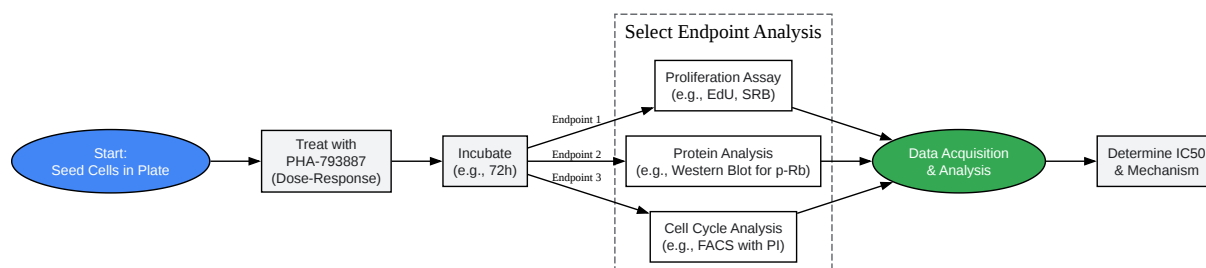 Select Endpoint Analysis
Start:
Seed Cells in Plate
Treat with
PHA-793887
(Dose-Response)
Incubate
(e.g., 72h)
Endpoint 1
Endpoint 2
Endpoint 3
Proliferation Assay
(e.g., EdU, SRB)
Protein Analysis
(e.g., Western Blot for p-Rb)
Cell Cycle Analysis
(e.g., FACS with PI)
Data Acquisition
& Analysis
Determine IC50
& Mechanism